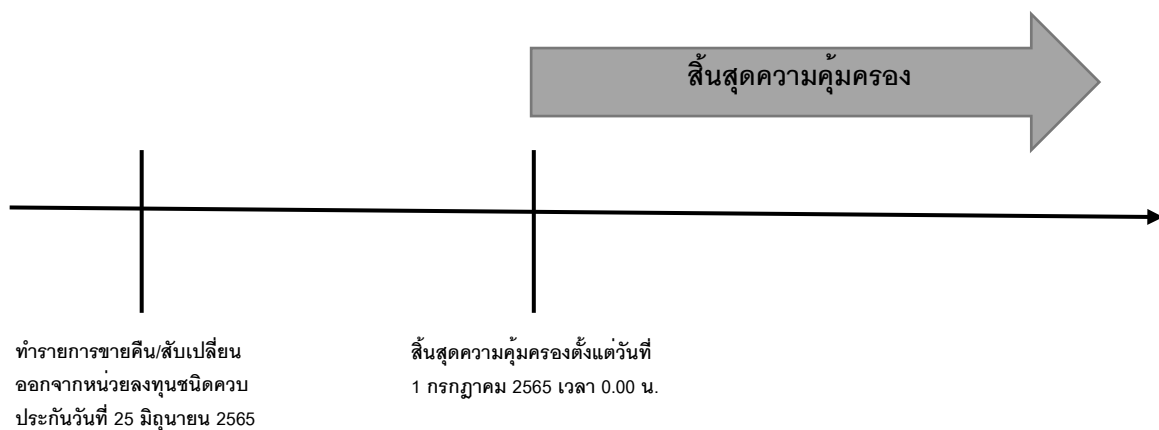 สิ้นสุดความคุ้มครอง
ทำรายการขายคืน/สับเปลี่ยน
ออกจากหน่วยลงทุนชนิดควบ
ประกันวันที่ 25 มิถุนายน 2565
สิ้นสุดความคุ้มครองตั้งแต่วันที่
1 กรกฎาคม 2565 เวลา 0.00 น.